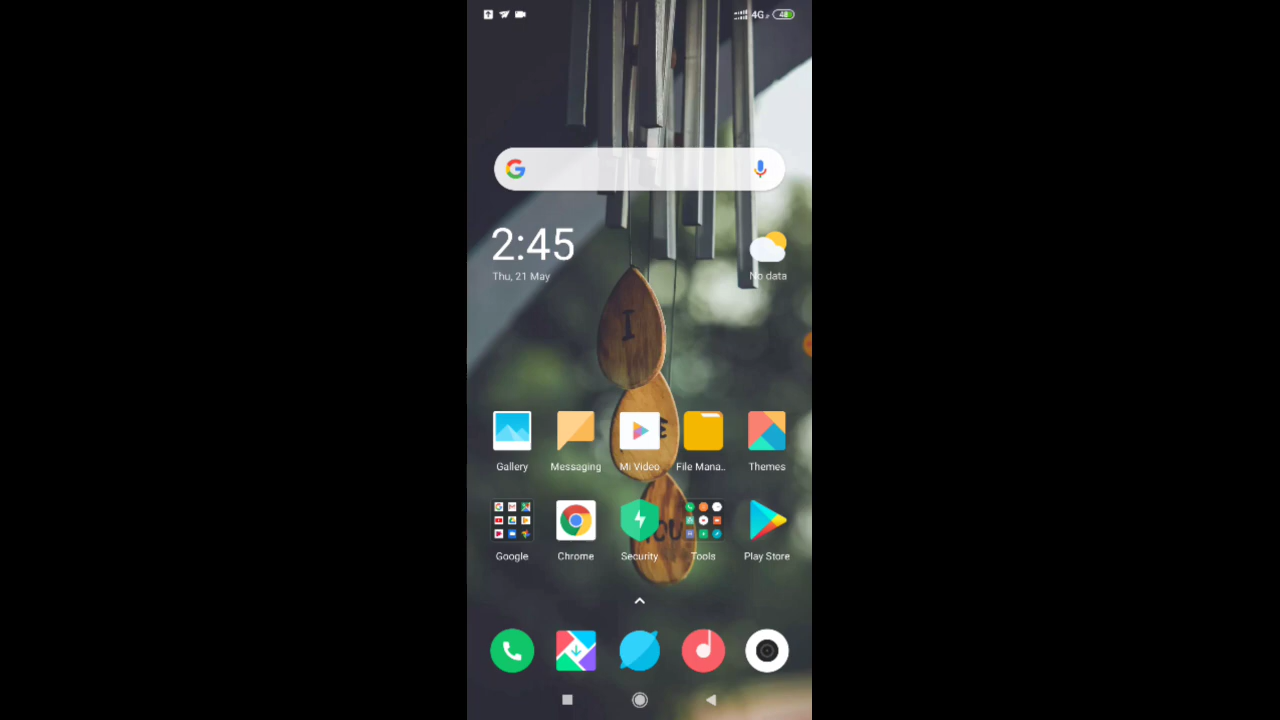 4G
48
2:45
Thu, 21 May
No data
I
Gallery
Messaging
Mi Video
File Mana..
Themes
OU
Google
Chrome
Security
Tools
Play Store